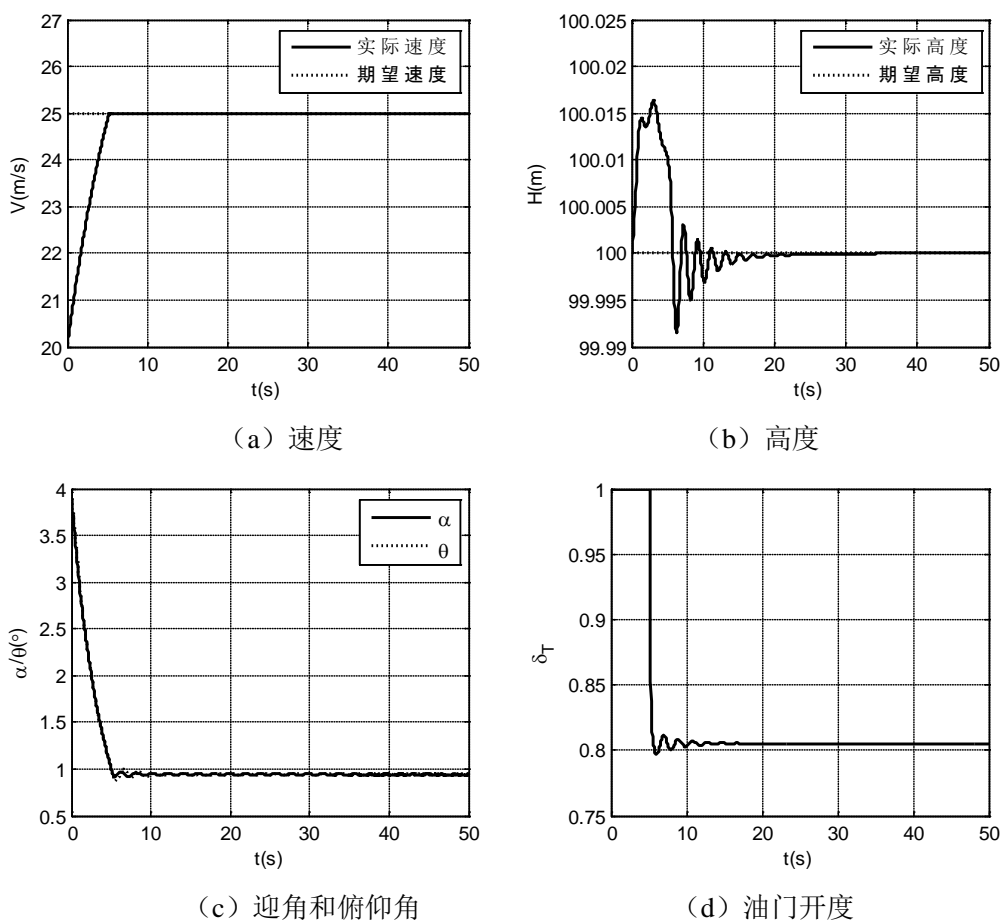 27
26
25
24
23
22
21
20
V(m/s)
0 10 20 30 40 50
t(s)
实际速度
期望速度
（a）速度
100.025
100.02
100.015
100.01
100.005
100
99.995
99.99
H(m)
0 10 20 30 40 50
t(s)
实际高度
期望高度
（b）高度
4
3.5
3
2.5
2
1.5
1
0.5
α/θ(°)
0 10 20 30 40 50
t(s)
α
θ
（c）迎角和俯仰角
1
0.95
0.9
0.85
0.8
0.75
δT
0 10 20 30 40 50
t(s)
（d）油门开度